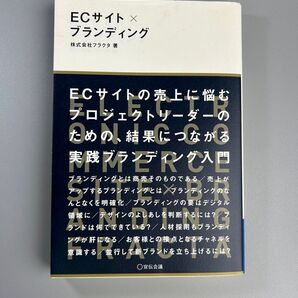 ECサイト×
ブランディング
株式会社フラクタ 著
ECサイトの売上に悩む
プロジェクトリーダーの
ための、結果につながる
実践ブランディング入門
ブランディングとは商売そのものである/売上が
アップするブランディングとは/ブランディングのな
んとなくを明確化/ブランディングの要はデジタル
領域に/デザインのよしあしを判断するには?/ブ
ランドは何でできている?/人材採用もブランディ
ングが肝になる/お客様との接点となるチャネルを
意識する/並行して新ブランドを立ち上げるには?
宣伝会議